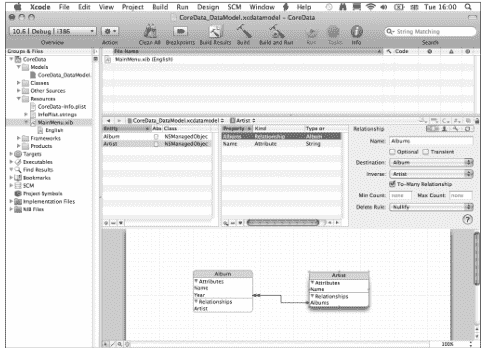 Xcode File Edit View Project Build Run Design SCM Window Help Tue 16:00
CoreData_DataModel.xcdatamodel - CoreData
10.6 | Debug | i386
String Matching
Overview Action Clean All Breakpoints Build Results Build Build and Run Run Tasks Info Search
Groups & Files
File Name Code
CoreData
MainMenu.xib (English)
Models
CoreData_DataModel.
Classes
Other Sources
Resources
CoreData-Info.plist
InfoPlist.strings
MainMenu.xib
English
Frameworks
Products
Targets
Executables
Find Results
Bookmarks
SCM
Project Symbols
Implementation Files
NIB Files
CoreData_DataModel.xcdatamodel Artist
Entity Abs Class
Album NSManagedObjec
Artist NSManagedObjec
Property Kind Type or
Albums Relationship Album
Name Attribute String
Relationship
Name: Albums
Optional Transient
Destination: Album
Inverse: Artist
To-Many Relationship
Min Count: none Max Count: none
Delete Rule: Nullify
Album
Attributes
Name
Year
Relationships
Artist
Artist
Attributes
Name
Relationships
Albums
100%